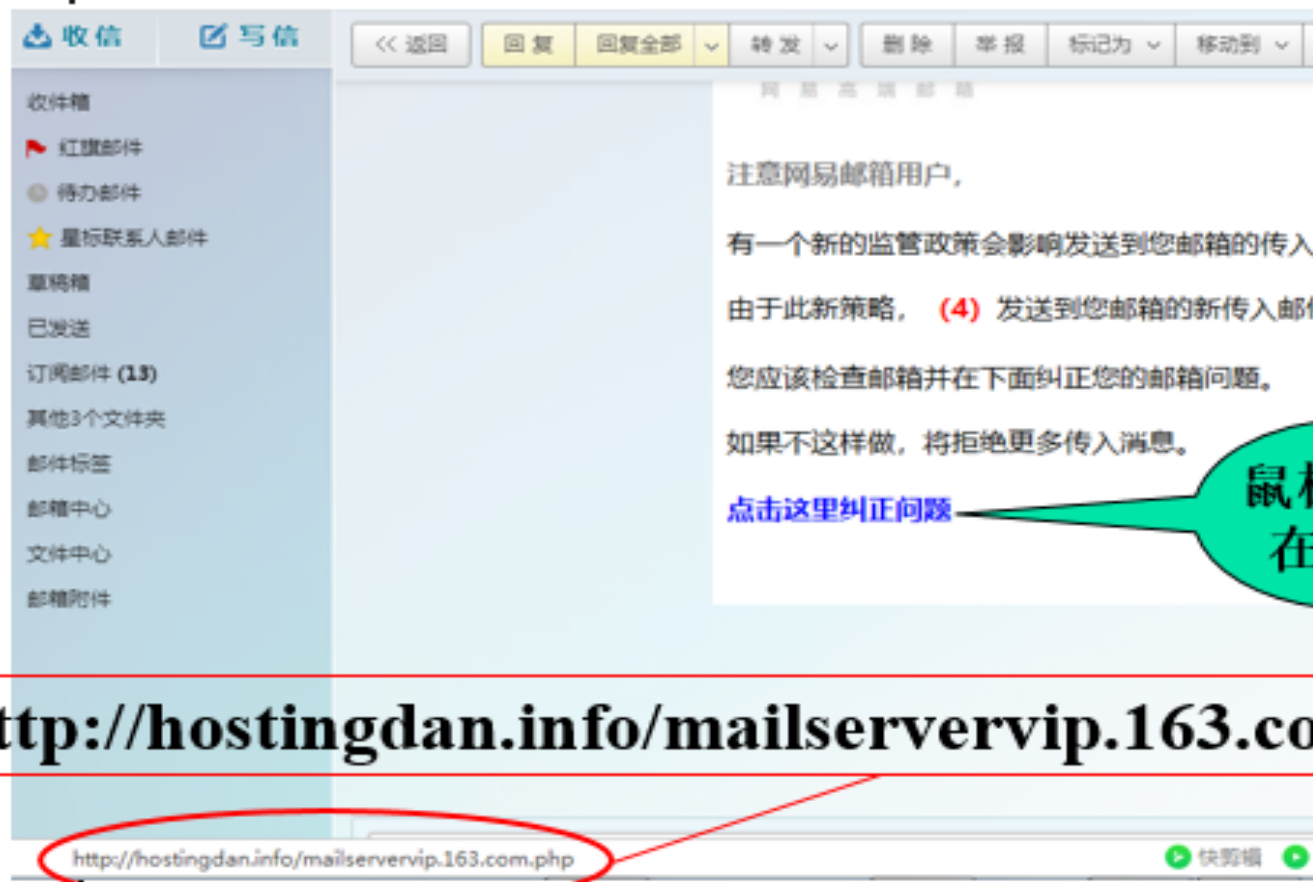 收信 写信 << 返回 回复 回复全部 转发 删除 举报 标记为 移动到
网易高端邮箱
收件箱
红旗邮件
待办邮件
星标联系人邮件
草稿箱
已发送
订阅邮件 (13)
其他3个文件夹
邮件标签
邮箱中心
文件中心
邮箱附件
注意网易邮箱用户，
有一个新的监管政策会影响发送到您邮箱的传入
由于此新策略， (4) 发送到您邮箱的新传入邮
您应该检查邮箱并在下面纠正您的邮箱问题。
如果不这样做，将拒绝更多传入消息。
点击这里纠正问题
鼠
在
ttp://hostingdan.info/mailservervip.163.co
http://hostingdan.info/mailservervip.163.com.php
快剪辑